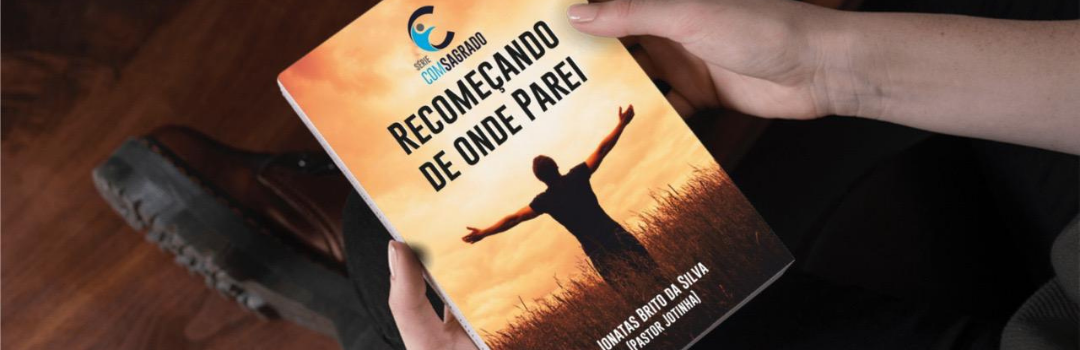 SÉRIE
COMSAGRADO
RECOMEÇANDO
DE ONDE PAREI
JONATAS BRITO DA SILVA
(PASTOR JOTINHA)